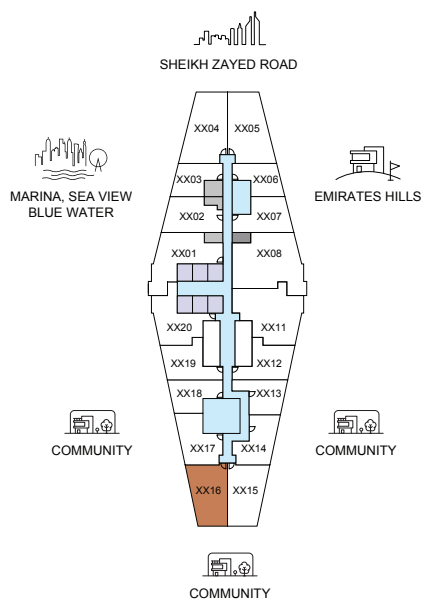 SHEIKH ZAYED ROAD
XX04
XX05
MARINA, SEA VIEW
BLUE WATER
EMIRATES HILLS
XX03
XX06
XX02
XX07
XX01
XX08
XX20
XX11
XX19
XX12
XX18
XX13
COMMUNITY
COMMUNITY
XX17
XX14
XX16
XX15
COMMUNITY